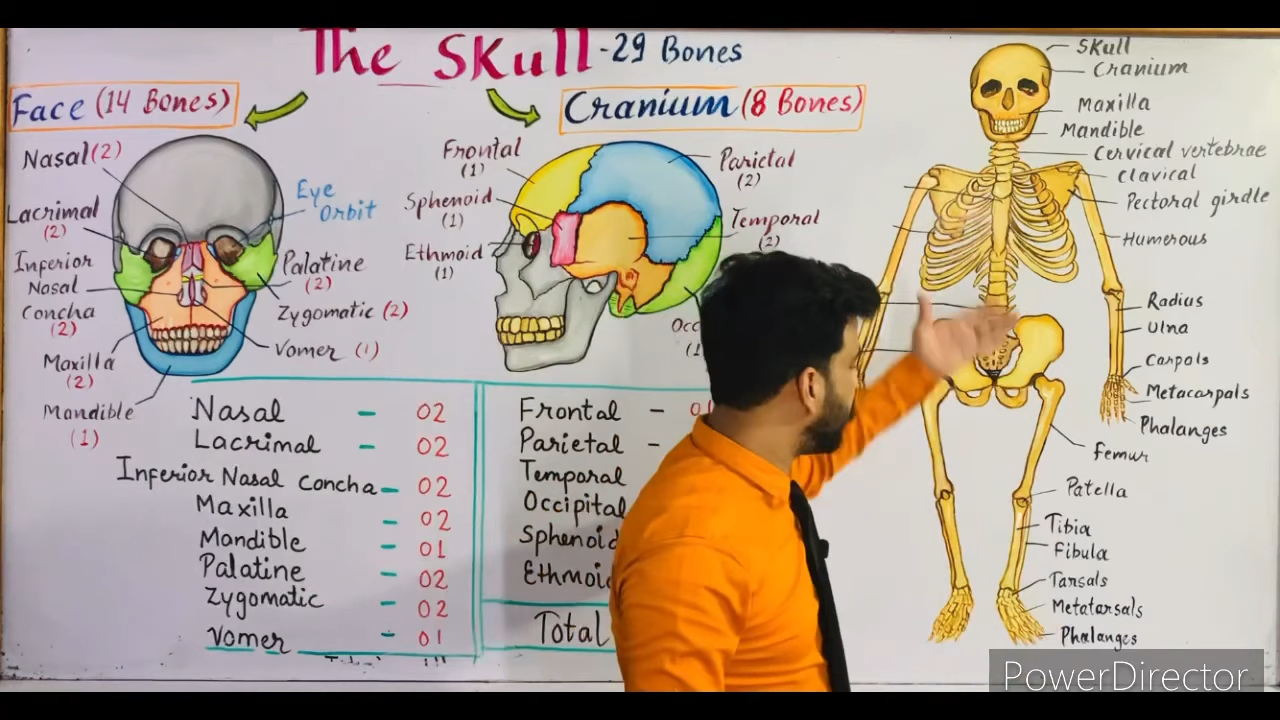 The Skull - 29 Bones
Face (14 Bones)
Cranium (8 Bones)
Nasal (2)
Lacrimal
(2)
Inferior
Nasal
Concha
(2)
Maxilla
(2)
Mandible
(1)
Eye
Orbit
Palatine
(2)
Zygomatic (2)
Vomer (1)
Frontal
(1)
Sphenoid
(1)
Ethmoid
(1)
Parietal
(2)
Temporal
(2)
Nasal - 02
Lacrimal - 02
Inferior Nasal Concha - 02
Maxilla - 02
Mandible - 01
Palatine - 02
Zygomatic - 02
Vomer - 01
Frontal -
Parietal -
Temporal
Occipital
Sphenoid
Total
Skull
Cranium
Maxilla
Mandible
Cervical vertebrae
Clavical
Pectoral girdle
Humerous
Radius
Ulna
Carpals
Metacarpals
Phalanges
Femur
Patella
Tibia
Fibula
Tarsals
Metatarsals
Phalanges
PowerDirector